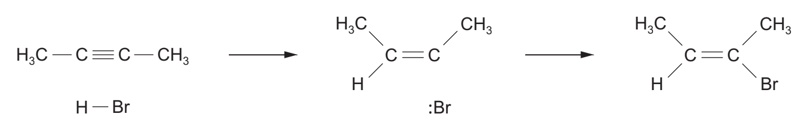 H₃C — C ≡ C — CH₃
H — Br
H₃C CH₃
C = C
H
:Br
H₃C CH₃
C = C
H Br